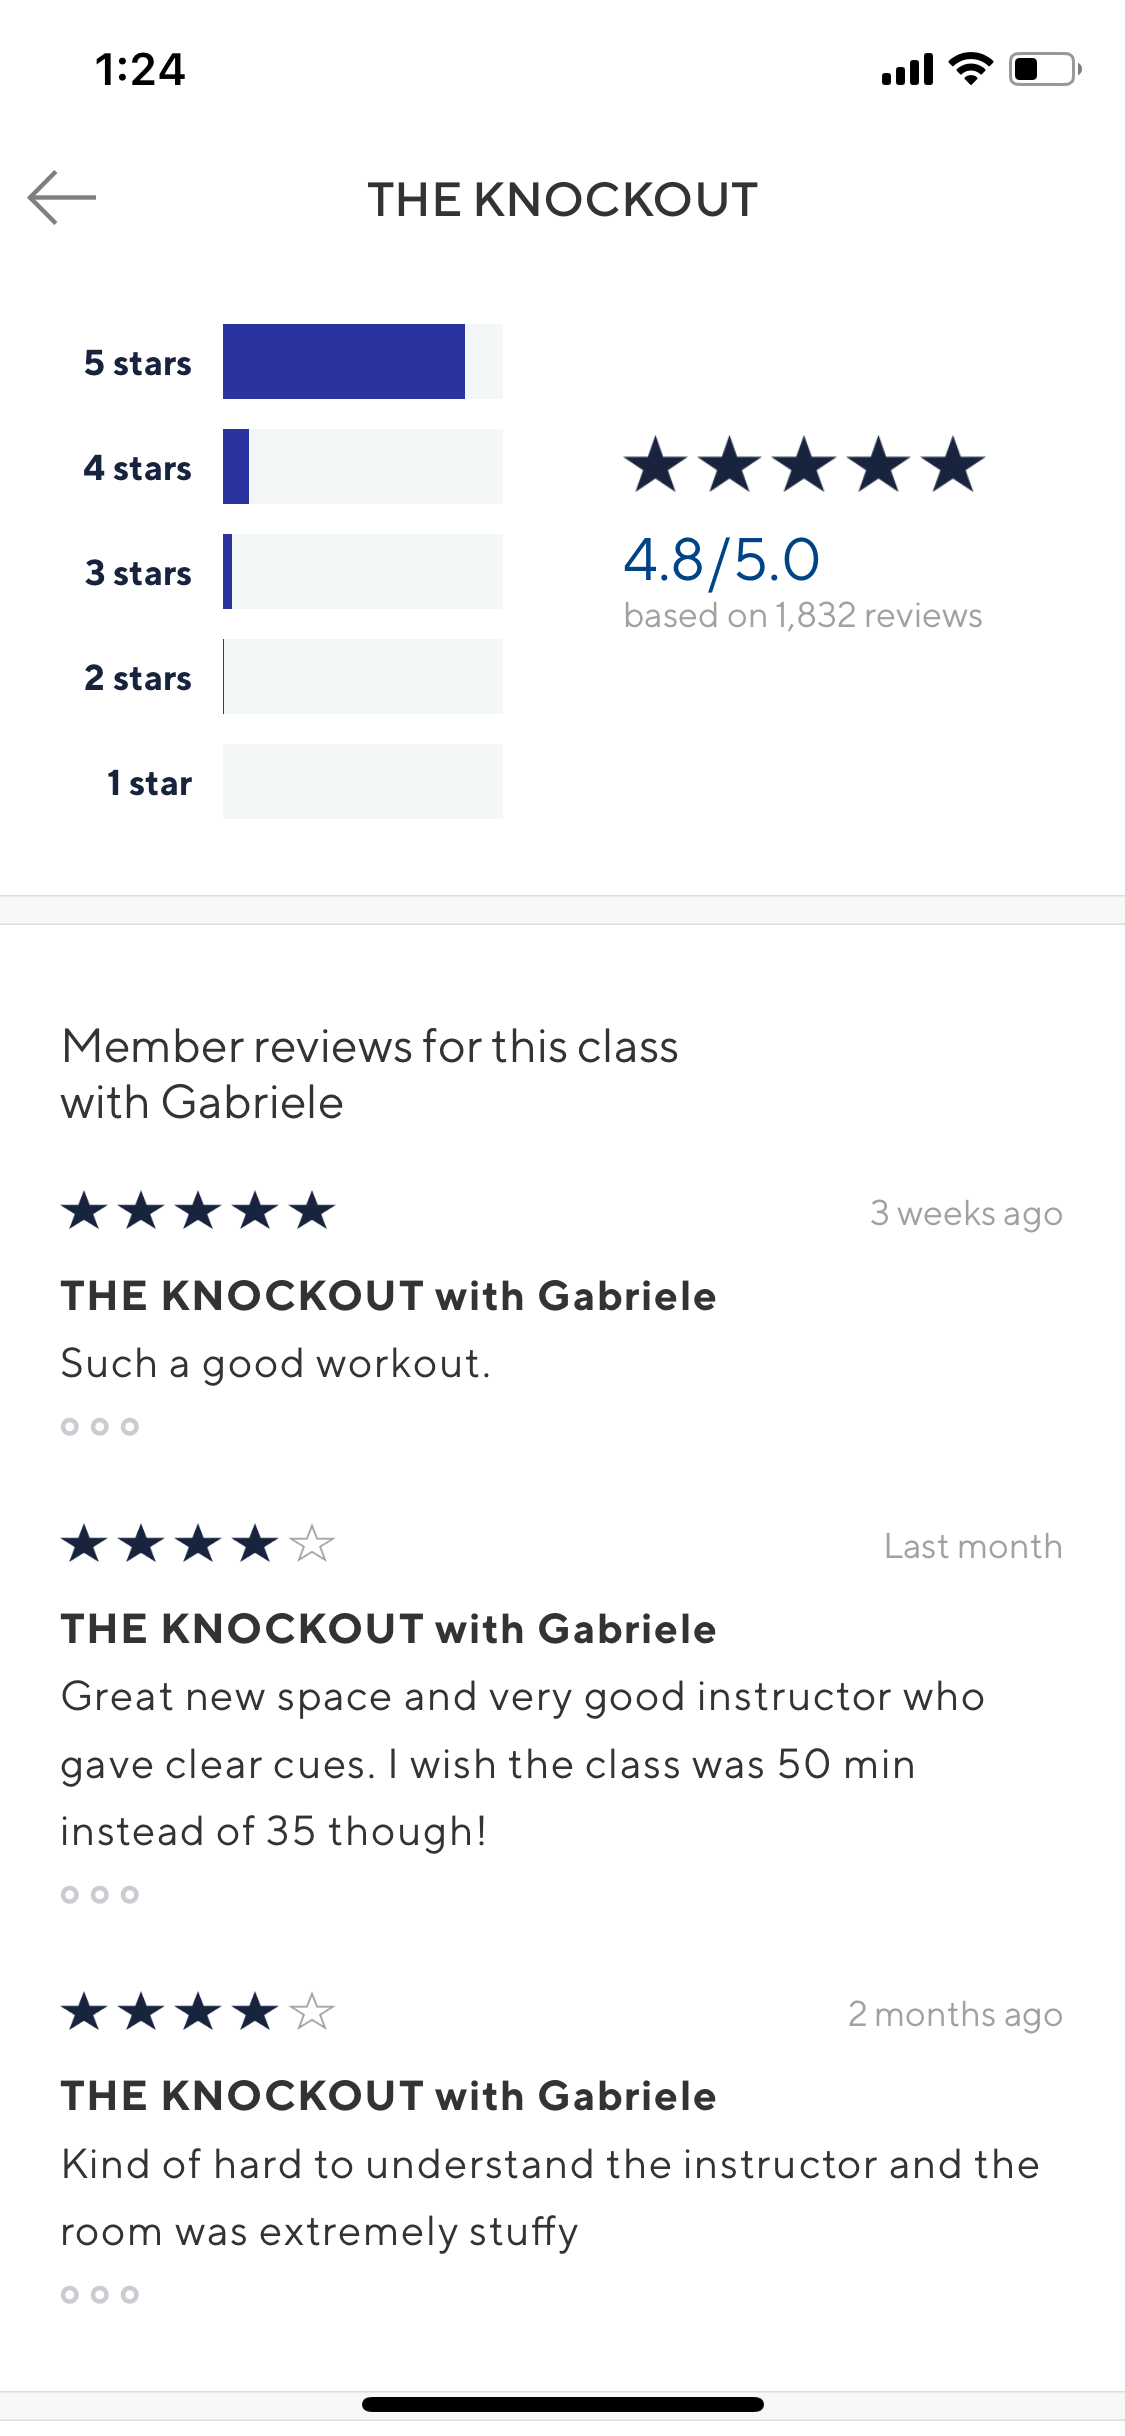 1:24
THE KNOCKOUT
5 stars
4 stars
3 stars
2 stars
1 star
4.8/5.0
based on 1,832 reviews
Member reviews for this class
with Gabriele
3 weeks ago
THE KNOCKOUT with Gabriele
Such a good workout.
Last month
THE KNOCKOUT with Gabriele
Great new space and very good instructor who
gave clear cues. I wish the class was 50 min
instead of 35 though!
2 months ago
THE KNOCKOUT with Gabriele
Kind of hard to understand the instructor and the
room was extremely stuffy